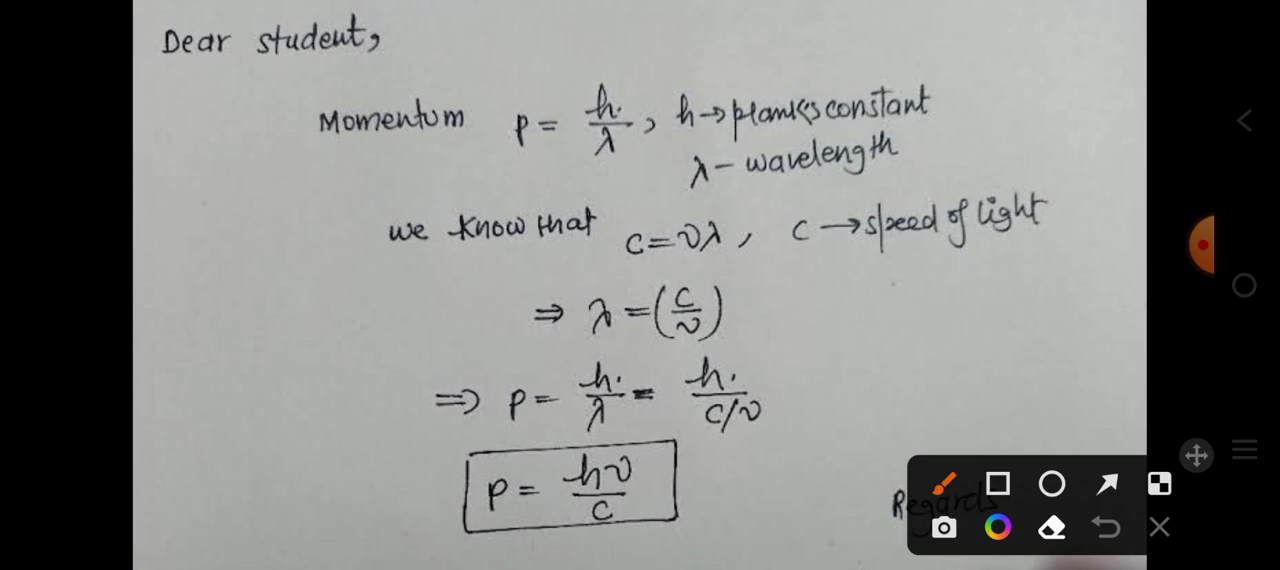 Dear student,
Momentum p = h/λ, h→planks constant
λ – wavelength
we know that c=νλ, c→speed of light
⇒ λ=(c/ν)
⇒ p = h/λ = h/c/ν
p = hν/c
Regards